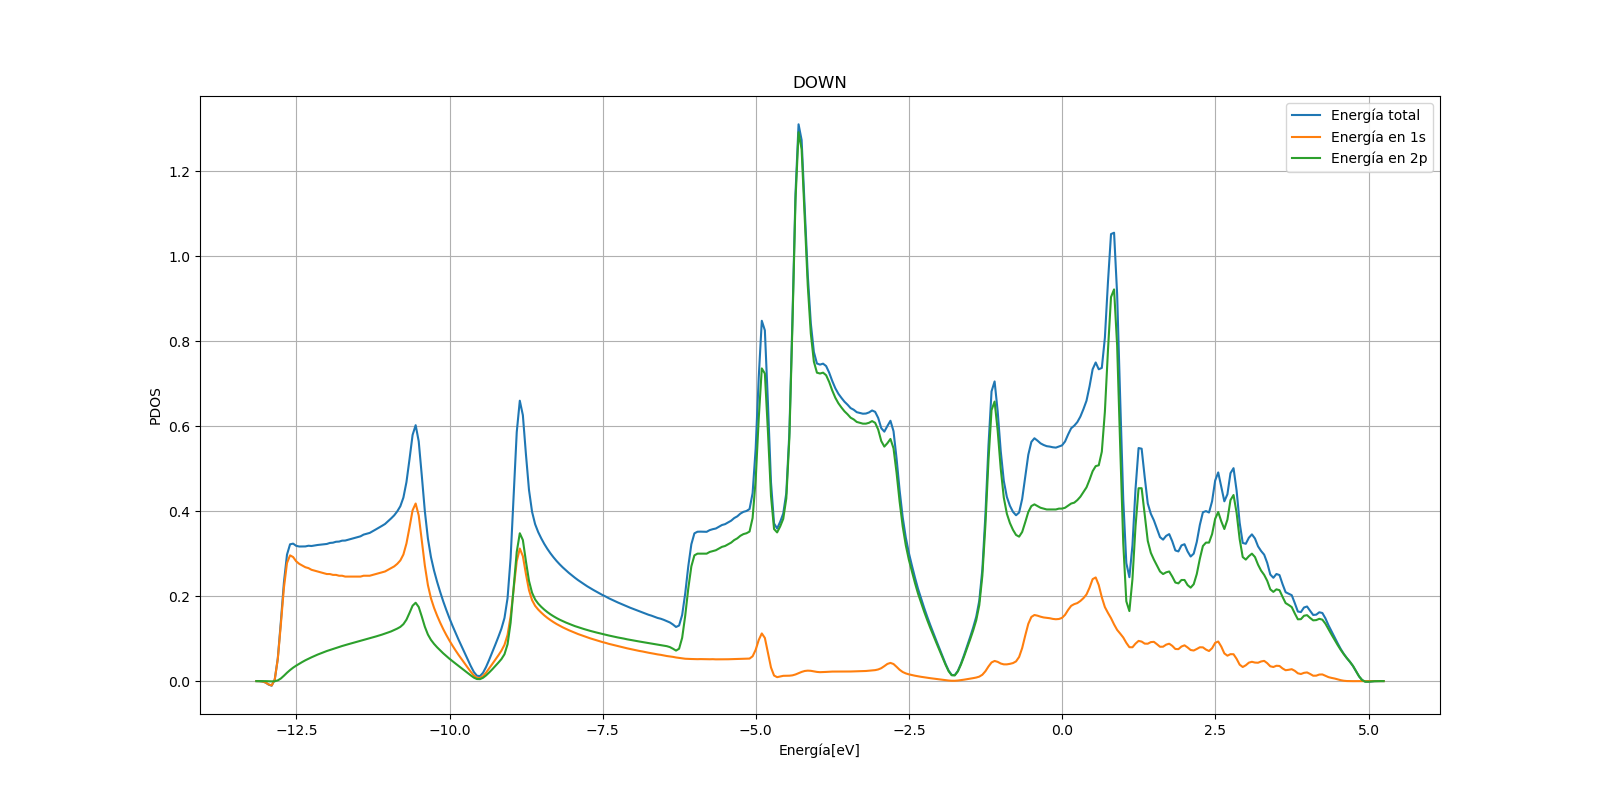 DOWN
Energía total
Energía en 1s
Energía en 2p
PDOS
1.2
1.0
0.8
0.6
0.4
0.2
0.0
−12.5 −10.0 −7.5 −5.0 −2.5 0.0 2.5 5.0
Energía[eV]